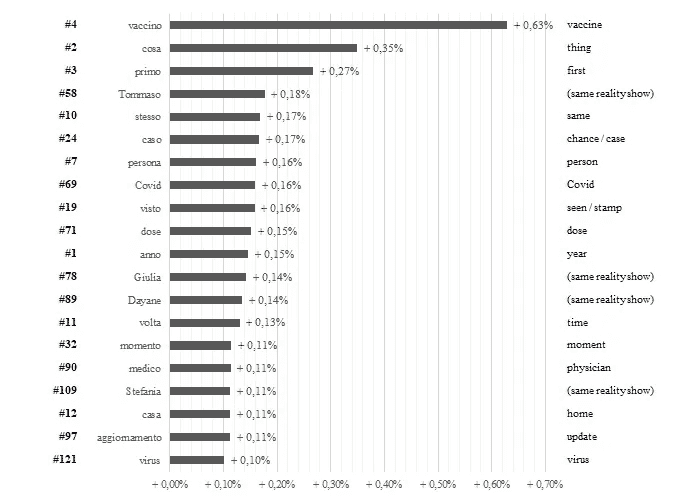 #4 vaccino + 0,63% vaccine
#2 cosa + 0,35% thing
#3 primo + 0,27% first
#58 Tommaso + 0,18% (same reality show)
#10 stesso + 0,17% same
#24 caso + 0,17% chance / case
#7 persona + 0,16% person
#69 Covid + 0,16% Covid
#19 visto + 0,16% seen / stamp
#71 dose + 0,15% dose
#1 anno + 0,15% year
#78 Giulia + 0,14% (same reality show)
#89 Dayane + 0,14% (same reality show)
#11 volta + 0,13% time
#32 momento + 0,11% moment
#90 medico + 0,11% physician
#109 Stefania + 0,11% (same reality show)
#12 casa + 0,11% home
#97 aggiornamento + 0,11% update
#121 virus + 0,10% virus
+ 0,00% + 0,10% + 0,20% + 0,30% + 0,40% + 0,50% + 0,60% + 0,70%